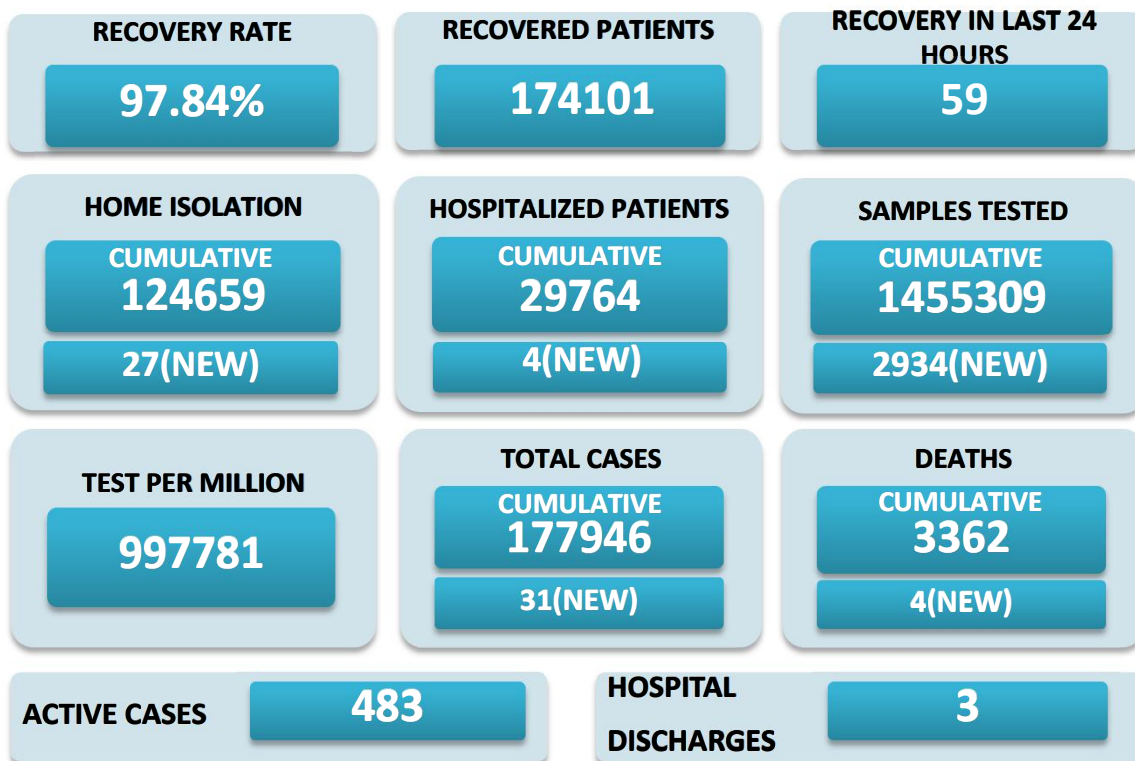 RECOVERY RATE
97.84%
RECOVERED PATIENTS
174101
RECOVERY IN LAST 24
HOURS
59
HOME ISOLATION
CUMULATIVE
124659
27(NEW)
HOSPITALIZED PATIENTS
CUMULATIVE
29764
4(NEW)
SAMPLES TESTED
CUMULATIVE
1455309
2934(NEW)
TEST PER MILLION
997781
TOTAL CASES
CUMULATIVE
177946
31(NEW)
DEATHS
CUMULATIVE
3362
4(NEW)
ACTIVE CASES
483
HOSPITAL
DISCHARGES
3